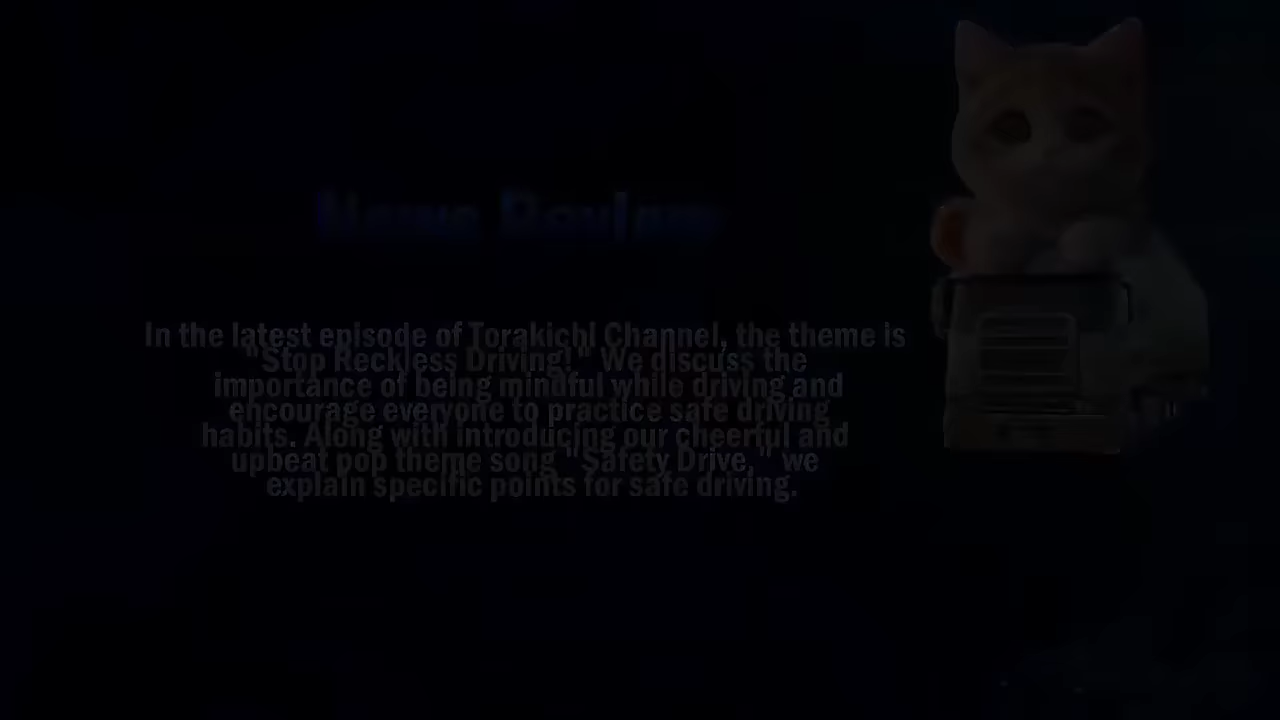 News Review
In the latest episode of Torakichi Channel, the theme is
"Stop Reckless Driving!" We discuss the
importance of being mindful while driving and
encourage everyone to practice safe driving
habits. Along with introducing our cheerful and
upbeat pop theme song "Safety Drive," we
explain specific points for safe driving.